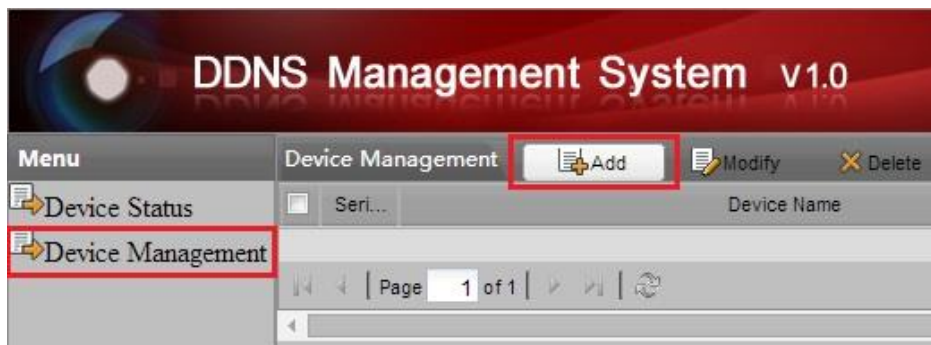 DDNS Management System V1.0
Menu
Device Management Add Modify Delete
Device Status
Seri... Device Name
Device Management
Page 1 of 1